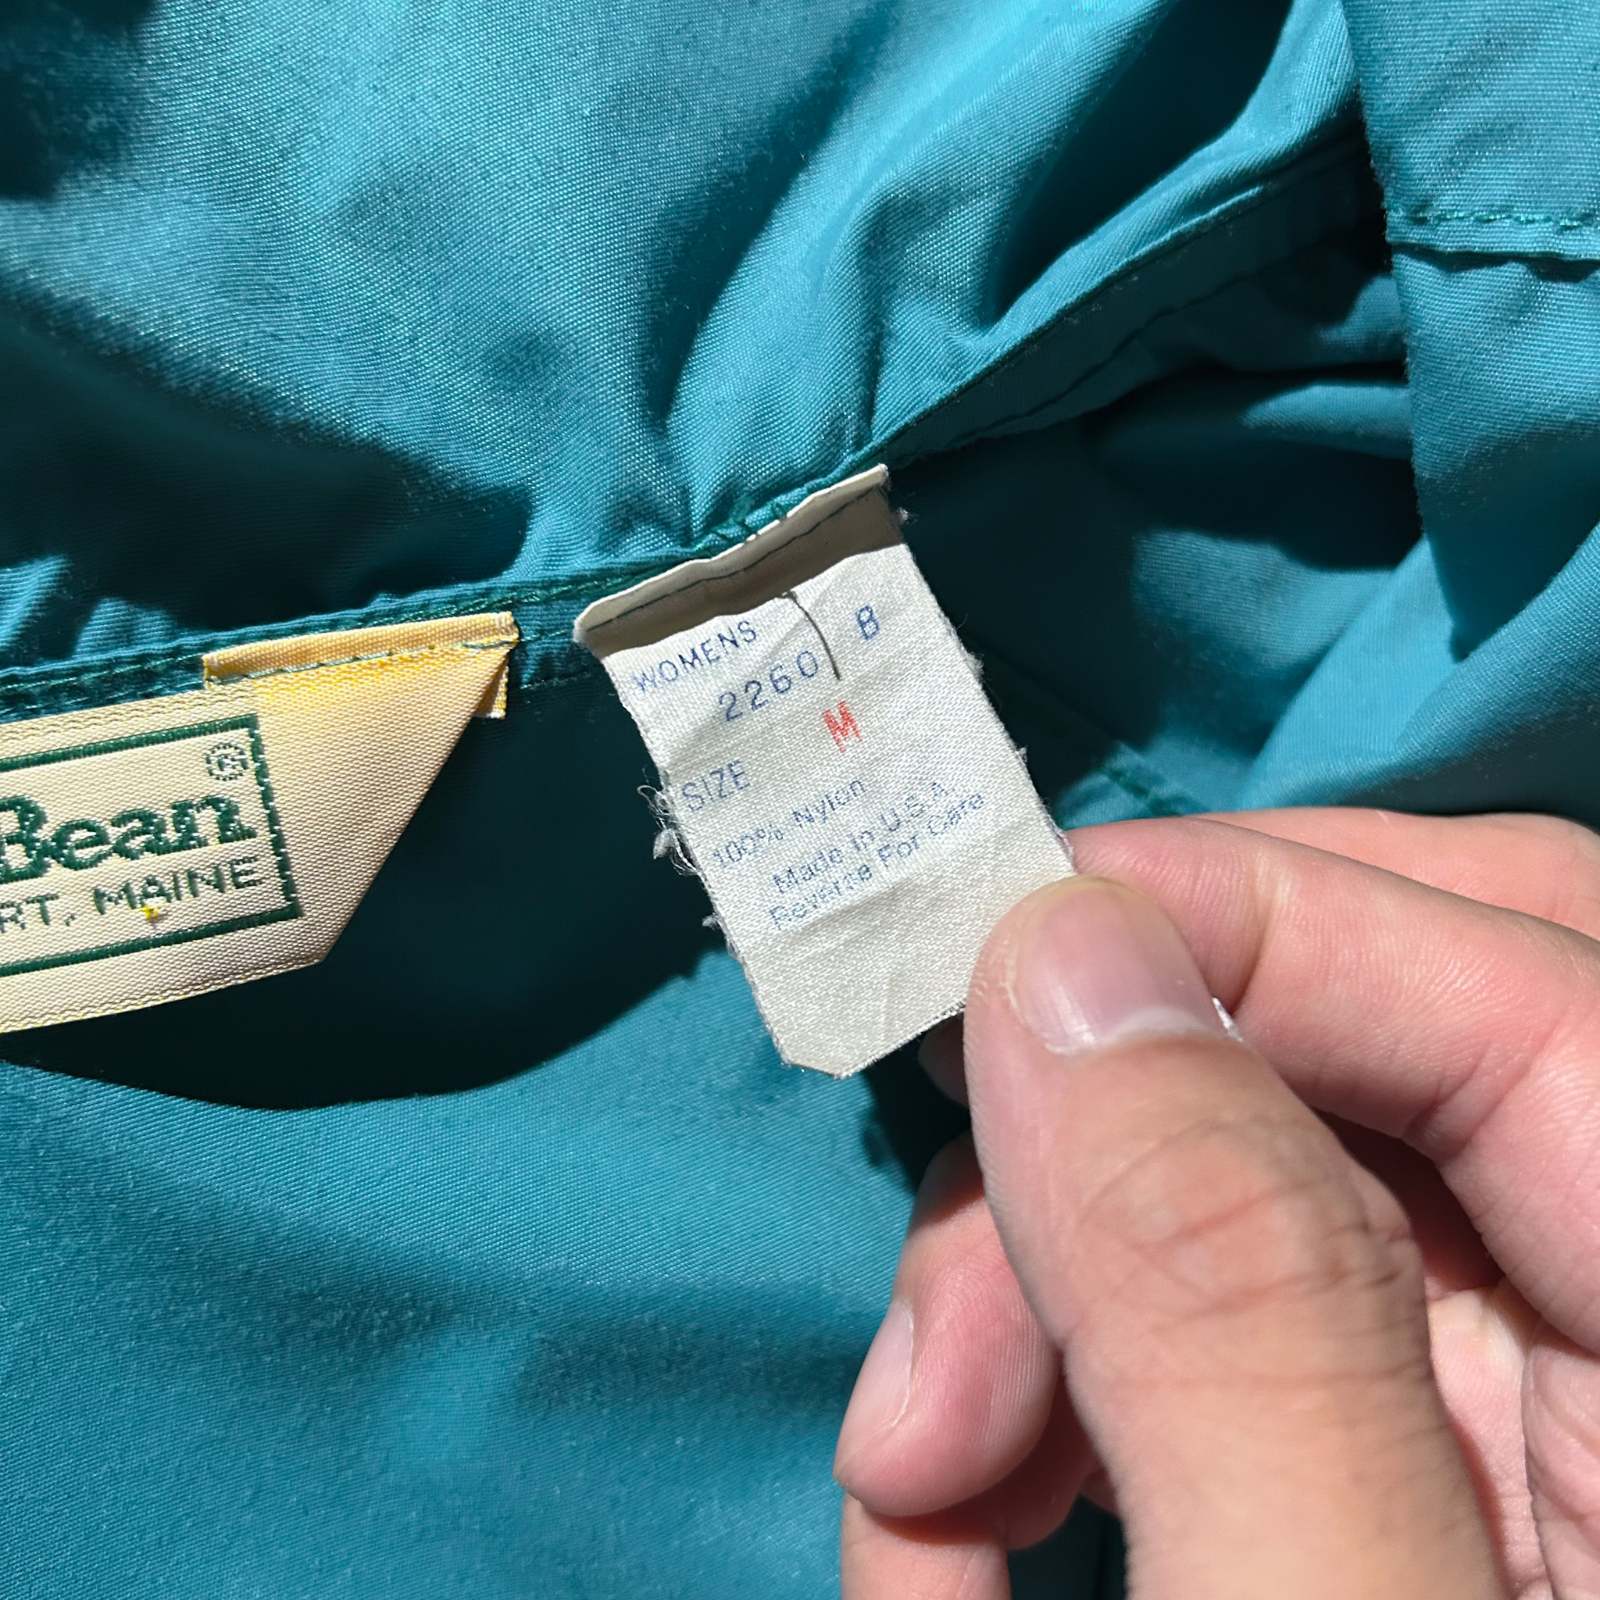 Bean®
RT, MAINE
WOMENS B
2260
M
SIZE
100% Nylon
Made in U.S.A.
Reverse For Care